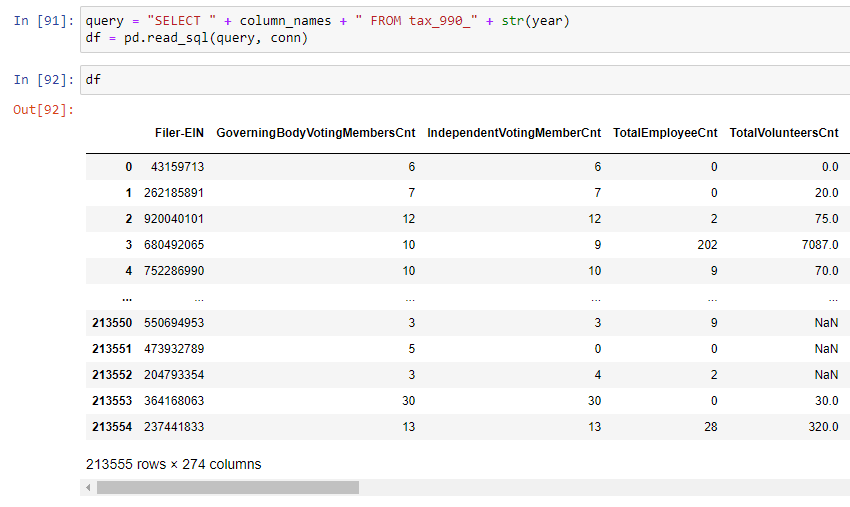 In [91]: query = "SELECT " + column_names + " FROM tax_990_" + str(year)
df = pd.read_sql(query, conn)
In [92]: df
Out[92]:
Filer-EIN GoverningBodyVotingMembersCnt IndependentVotingMemberCnt TotalEmployeeCnt TotalVolunteersCnt
0 43159713 6 6 0 0.0
1 262185891 7 7 0 20.0
2 920040101 12 12 2 75.0
3 680492065 10 9 202 7087.0
4 752286990 10 10 9 70.0
... ... ... ... ... ...
213550 550694953 3 3 9 NaN
213551 473932789 5 0 0 NaN
213552 204793354 3 4 2 NaN
213553 364168063 30 30 0 30.0
213554 237441833 13 13 28 320.0
213555 rows × 274 columns